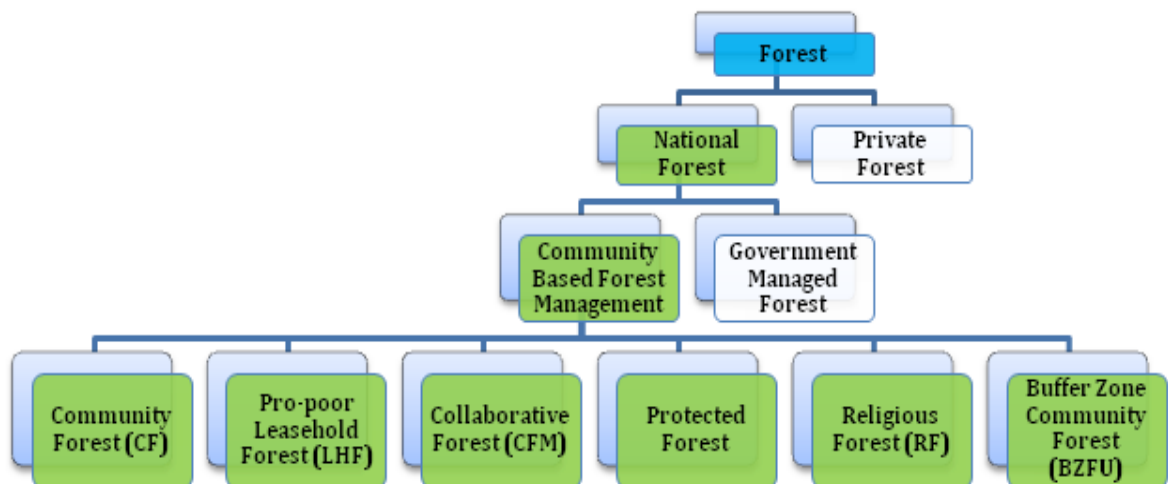 Forest
National
Forest
Private
Forest
Community
Based Forest
Management
Government
Managed
Forest
Community
Forest (CF)
Pro-poor
Leasehold
Forest (LHF)
Collaborative
Forest (CFM)
Protected
Forest
Religious
Forest (RF)
Buffer Zone
Community
Forest
(BZFU)